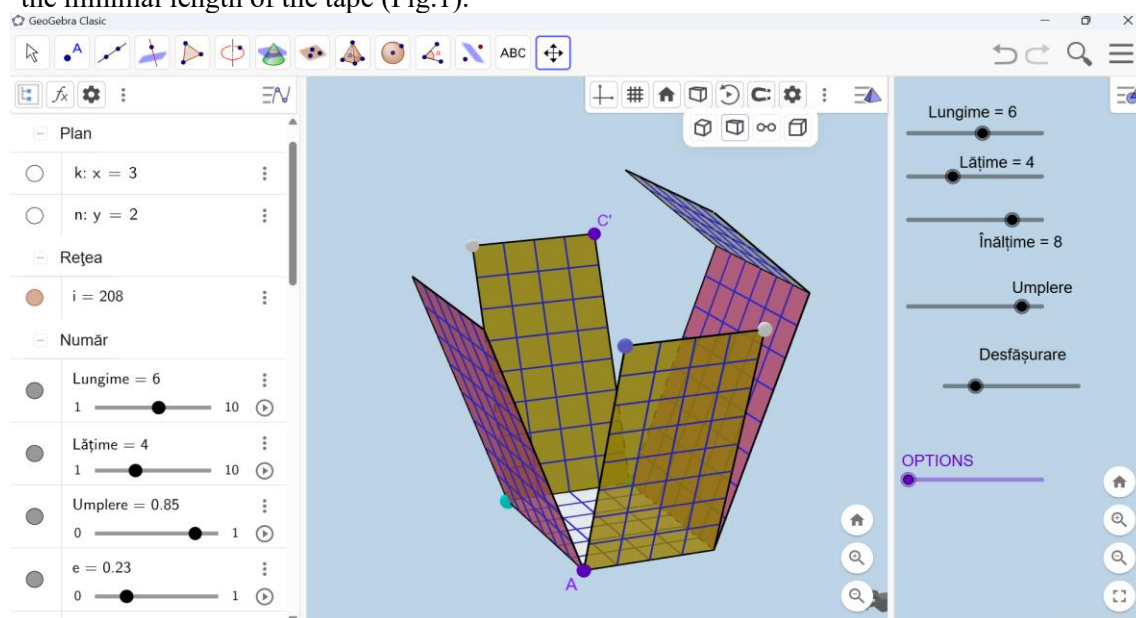 the minimal length of the tape (Fig.1).
GeoGebra Clasic
A
ABC
Plan
k: x = 3
n: y = 2
Rețea
i = 208
Număr
Lungime = 6
1 10
Lățime = 4
1 10
Umplere = 0.85
0 1
e = 0.23
0 1
C'
A
Lungime = 6
Lățime = 4
Înălțime = 8
Umplere
Desfășurare
OPTIONS